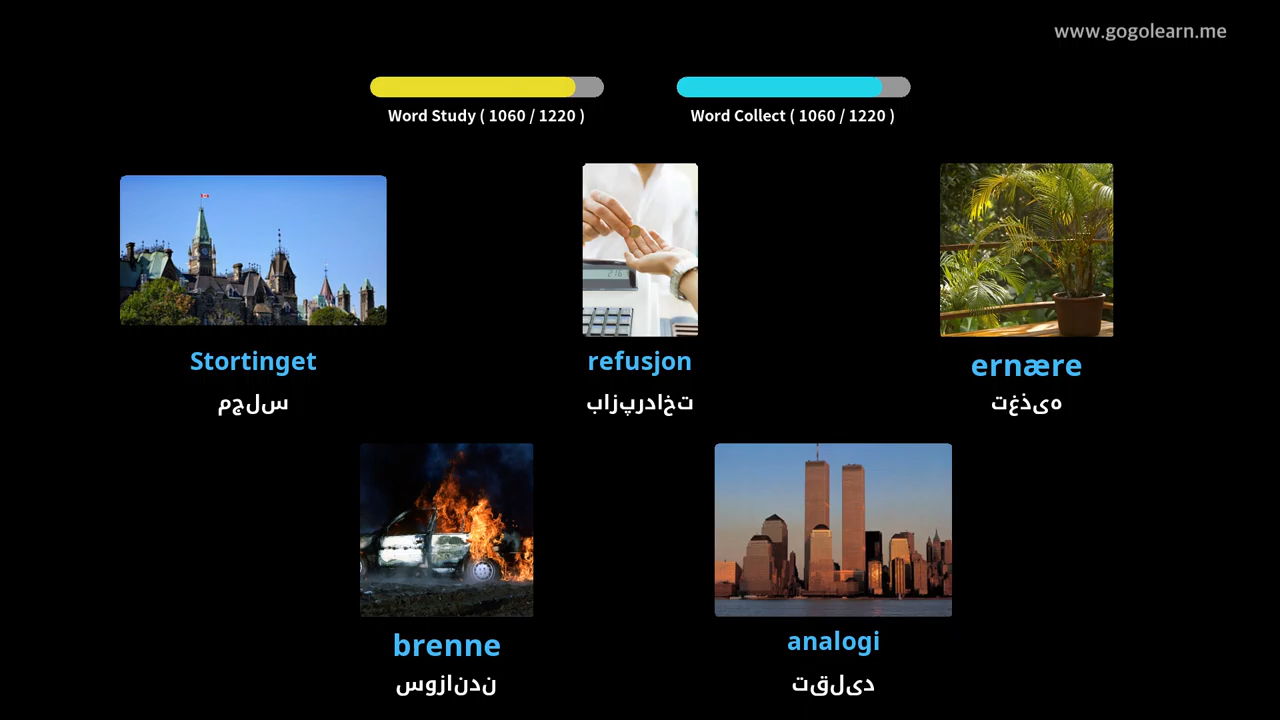 www.gogolearn.me
Word Study ( 1060 / 1220 )
Word Collect ( 1060 / 1220 )
Stortinget
مجلس
refusjon
بازپرداخت
ernære
تغذیه
brenne
سوزاندن
analogi
تقلید